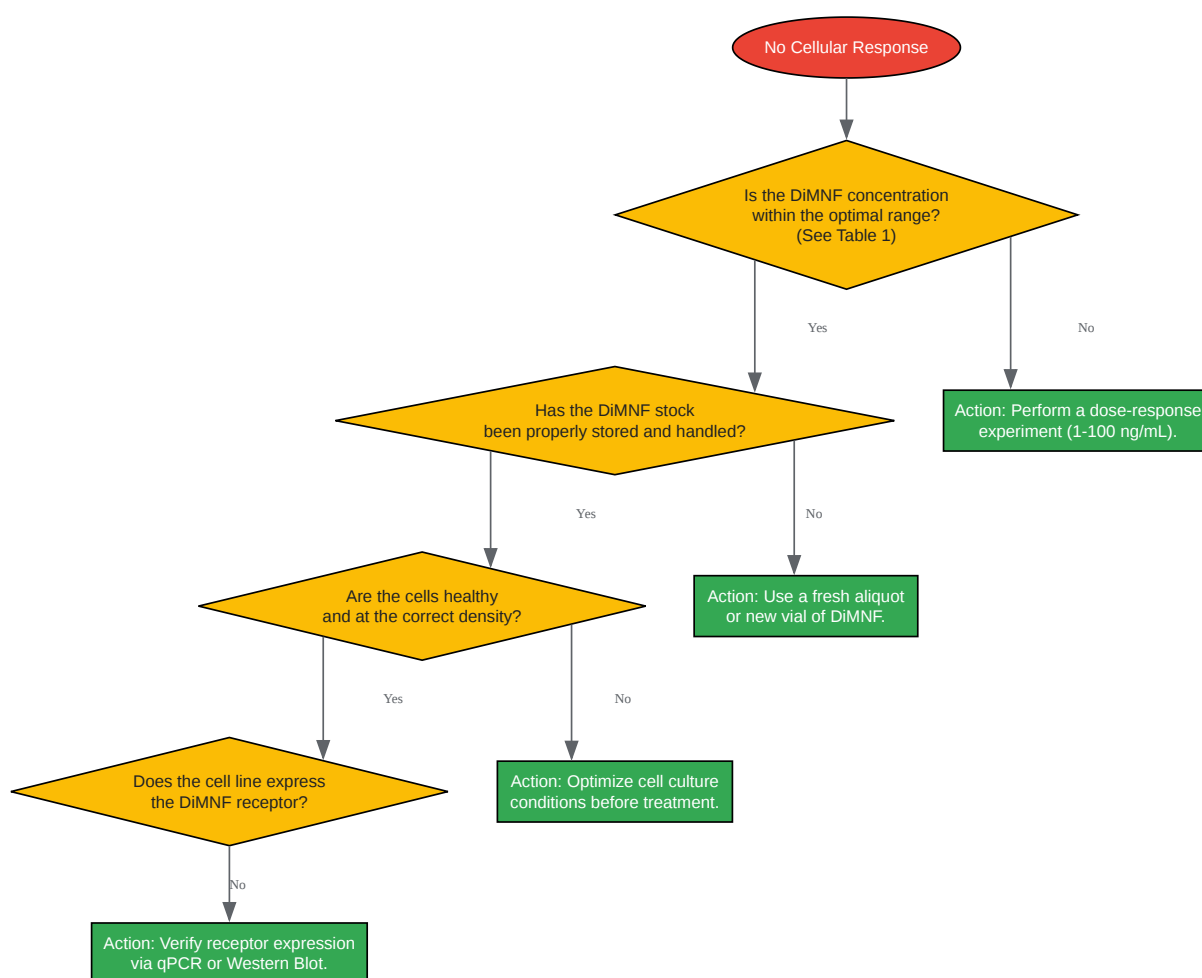 No Cellular Response
Is the DiMNF concentration
within the optimal range?
(See Table 1)
Yes
No
Has the DiMNF stock
been properly stored and handled?
Action: Perform a dose-response
experiment (1-100 ng/mL).
Yes
No
Are the cells healthy
and at the correct density?
Action: Use a fresh aliquot
or new vial of DiMNF.
Yes
No
Does the cell line express
the DiMNF receptor?
Action: Optimize cell culture
conditions before treatment.
No
Action: Verify receptor expression
via qPCR or Western Blot.